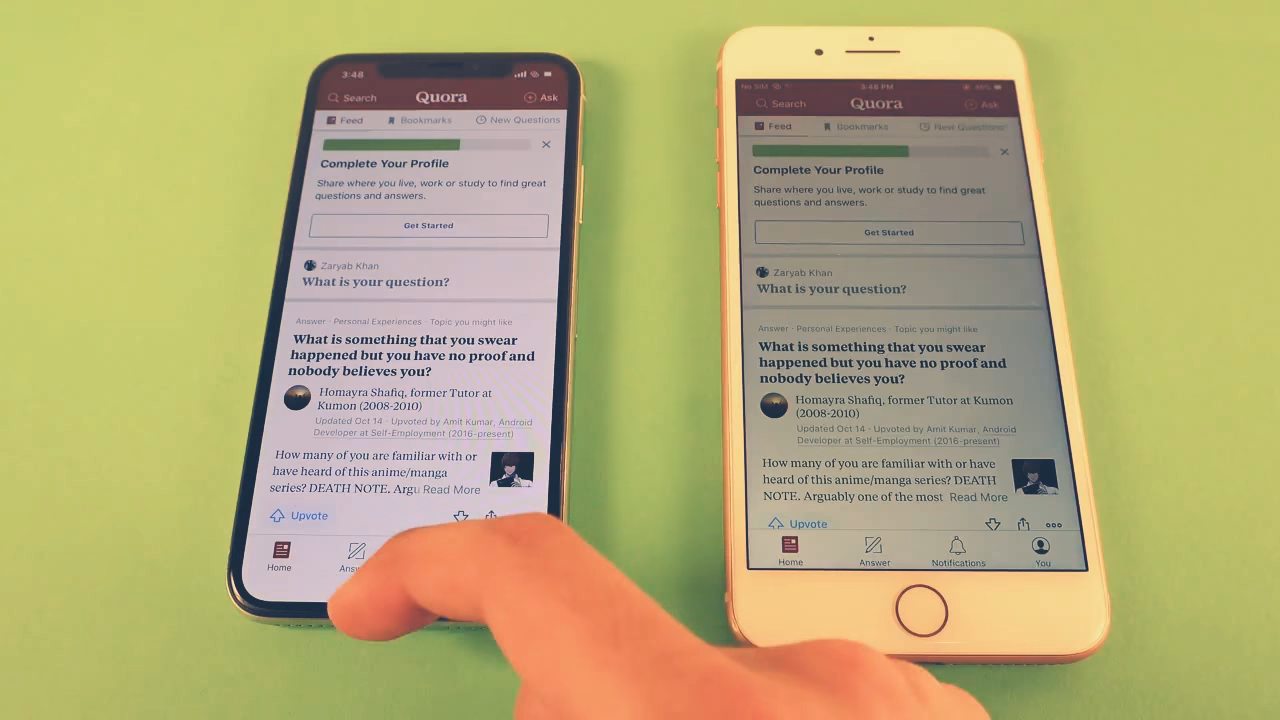 3:48
Search Quora Ask
Feed Bookmarks New Questions
Complete Your Profile
Share where you live, work or study to find great
questions and answers.
Get Started
Zaryab Khan
What is your question?
Answer · Personal Experiences · Topic you might like
What is something that you swear
happened but you have no proof and
nobody believes you?
Homayra Shafiq, former Tutor at
Kumon (2008-2010)
Updated Oct 14 · Upvoted by Amit Kumar, Android
Developer at Self-Employment (2016-present)
How many of you are familiar with or
have heard of this anime/manga
series? DEATH NOTE. Argu Read More
Upvote
Home Answ
No SIM 3:48 PM
Search Quora Ask
Feed Bookmarks New Questions
Complete Your Profile
Share where you live, work or study to find great
questions and answers.
Get Started
Zaryab Khan
What is your question?
Answer · Personal Experiences · Topic you might like
What is something that you swear
happened but you have no proof and
nobody believes you?
Homayra Shafiq, former Tutor at Kumon
(2008-2010)
Updated Oct 14 · Upvoted by Amit Kumar, Android
Developer at Self-Employment (2016-present)
How many of you are familiar with or have
heard of this anime/manga series? DEATH
NOTE. Arguably one of the most Read More
Upvote
Home Answer Notifications You